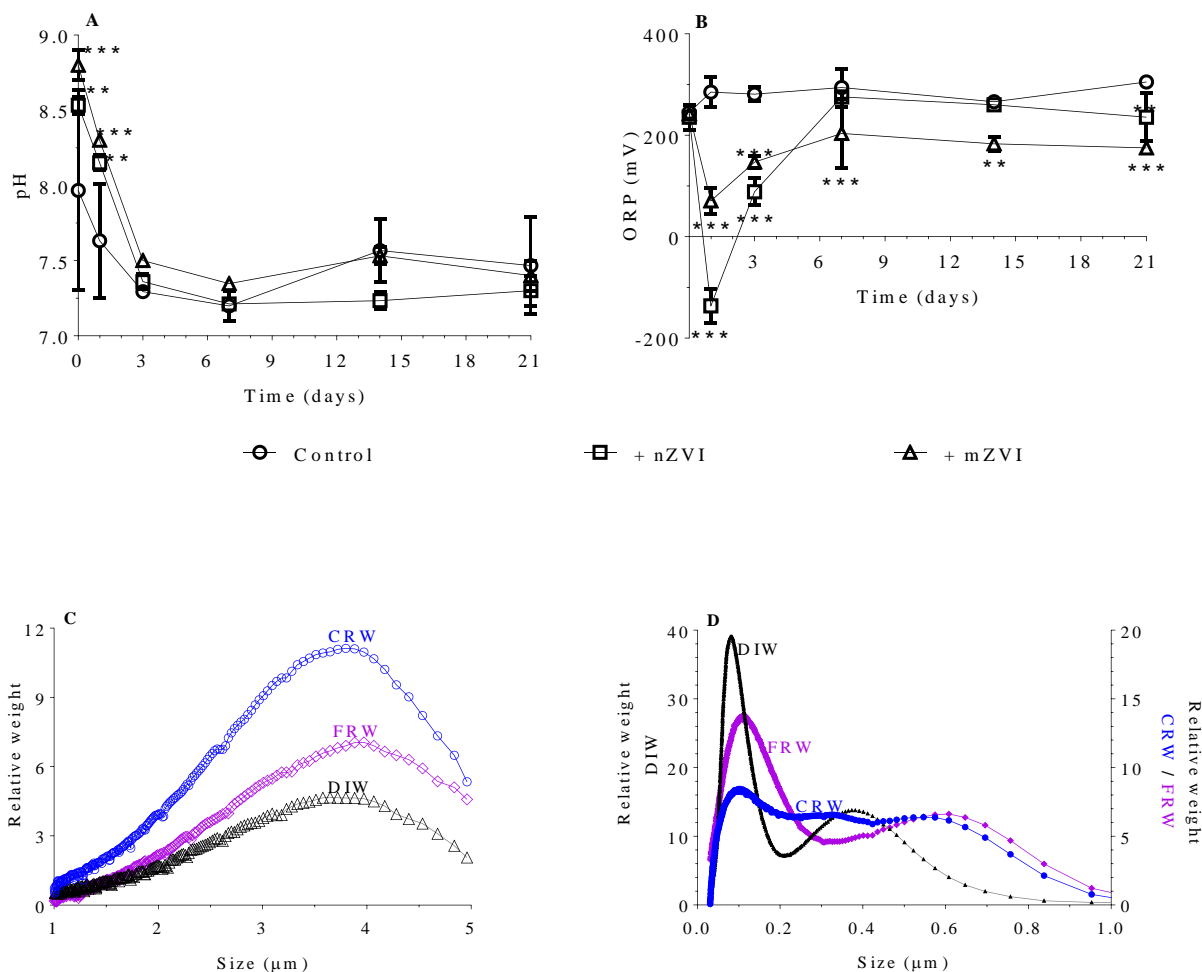 A
9.0
8.5
8.0
7.5
7.0
pH
***
**
***
**
0 3 6 9 12 15 18 21
Time (days)
B
400
200
0
-200
ORP (mV)
***
***
***
***
***
**
**
***
0 3 6 9 12 15 18 21
Time (days)
Control
+ nZVI
+ mZVI
C
12
9
6
3
0
Relative weight
CRW
FRW
DIW
1 2 3 4 5
Size (μm)
D
40
30
20
10
0
Relative weight
DIW
DIW
FRW
CRW
20
15
10
5
0
Relative weight
CRW / FRW
0.0 0.2 0.4 0.6 0.8 1.0
Size (μm)